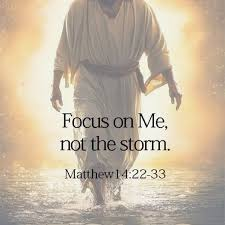 Focus on Me,
not the storm.
Matthew14:22-33